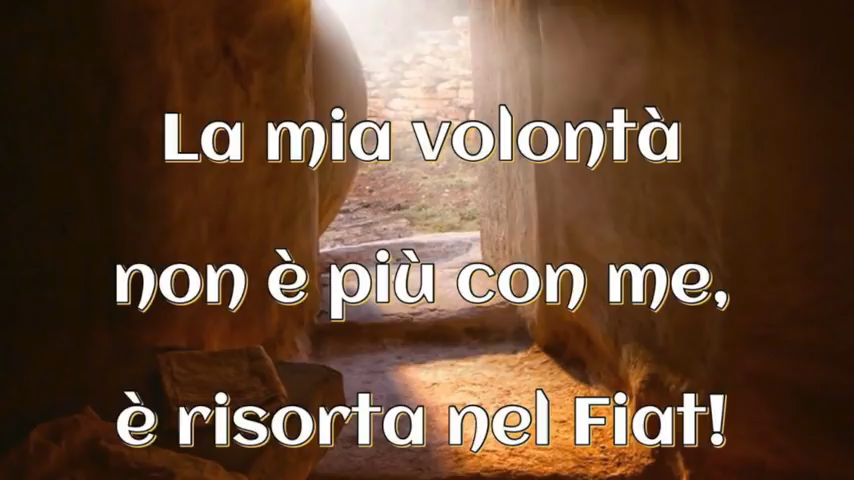 La mia volontà
non è più con me,
è risorta nel Fiat!